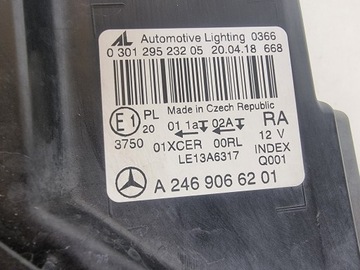 AL Automotive Lighting 0366
0 301 295 232 05 20.04.18 668
Made in Czech Republic
E1 PL 01 1a 02A RA
20 12 V
3750 01XCER 00RL INDEX
LE13A6317 Q001
A 246 906 62 01